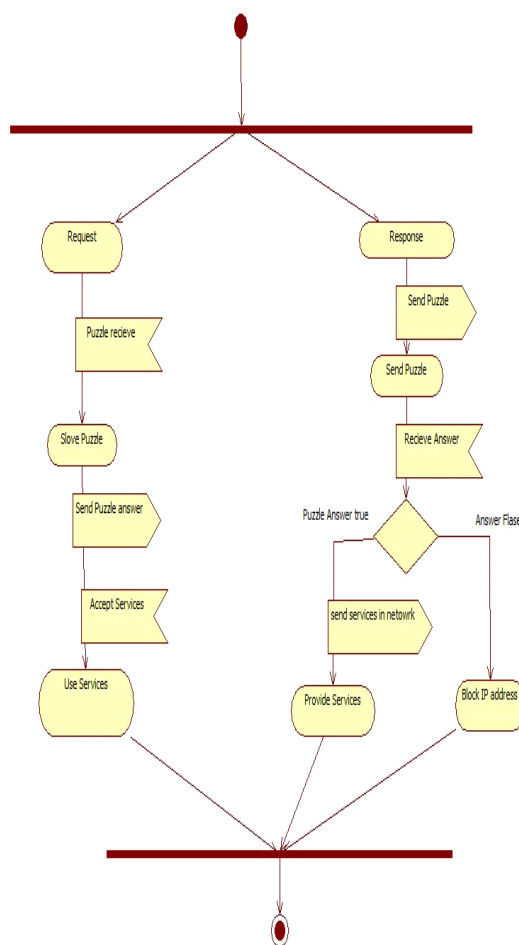 Request
Response
Send Puzzle
Puzzle recieve
Send Puzzle
Slove Puzzle
Recieve Answer
Send Puzzle answer
Puzzle Answer true
Answer Flase
Accept Services
send services in netowrk
Use Services
Provide Services
Block IP address